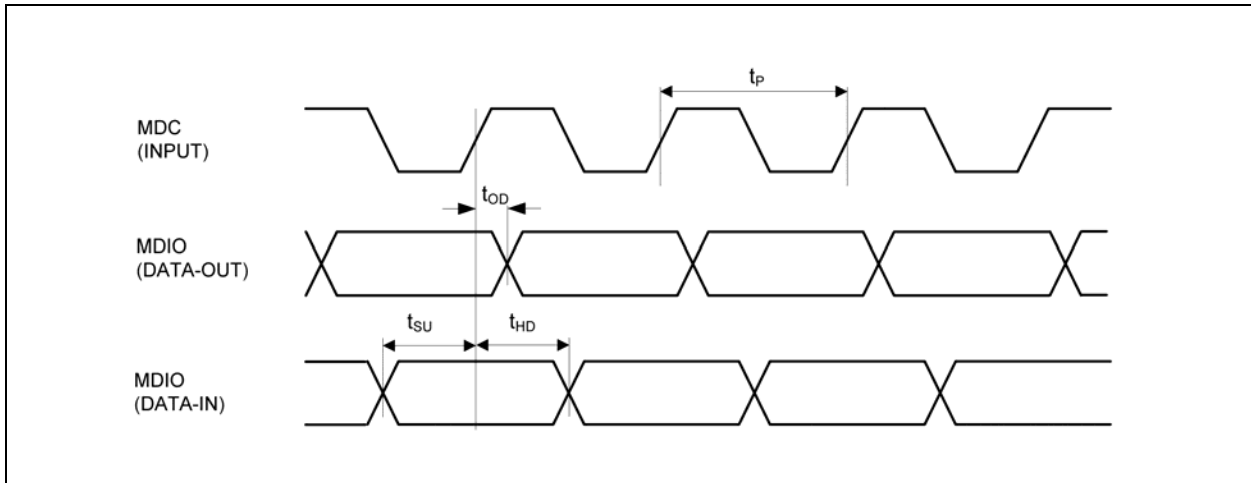 tP
MDC
(INPUT)
tOD
MDIO
(DATA-OUT)
tSU
tHD
MDIO
(DATA-IN)